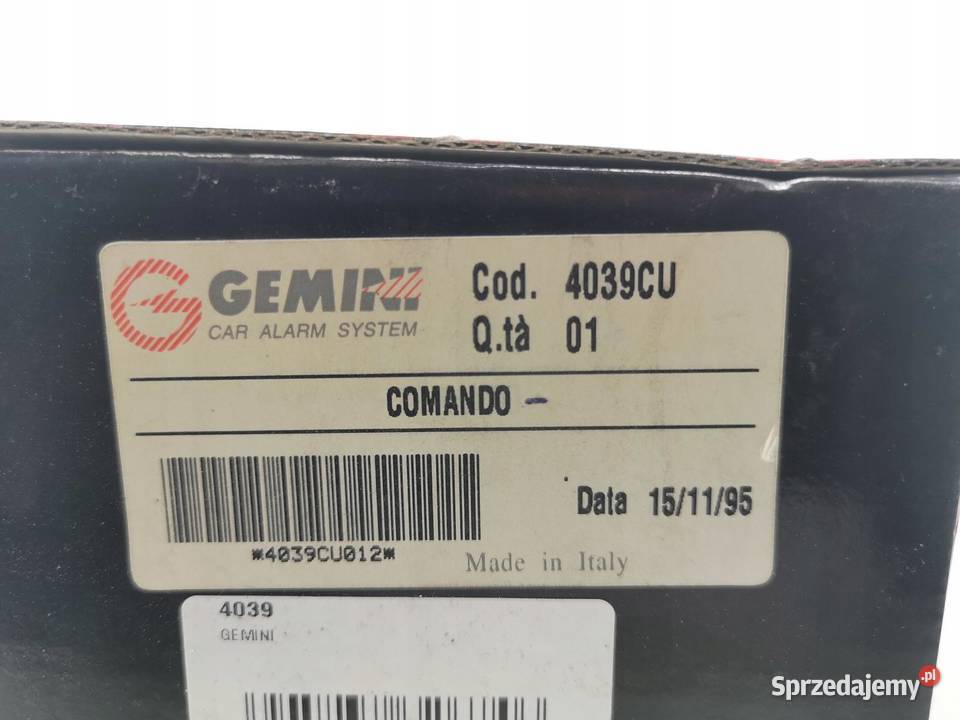 GEMINI
CAR ALARM SYSTEM
Cod. 4039CU
Q.tà 01
COMANDO -
*4039CU012*
Data 15/11/95
Made in Italy
4039
GEMINI
Sprzedajemy.pl